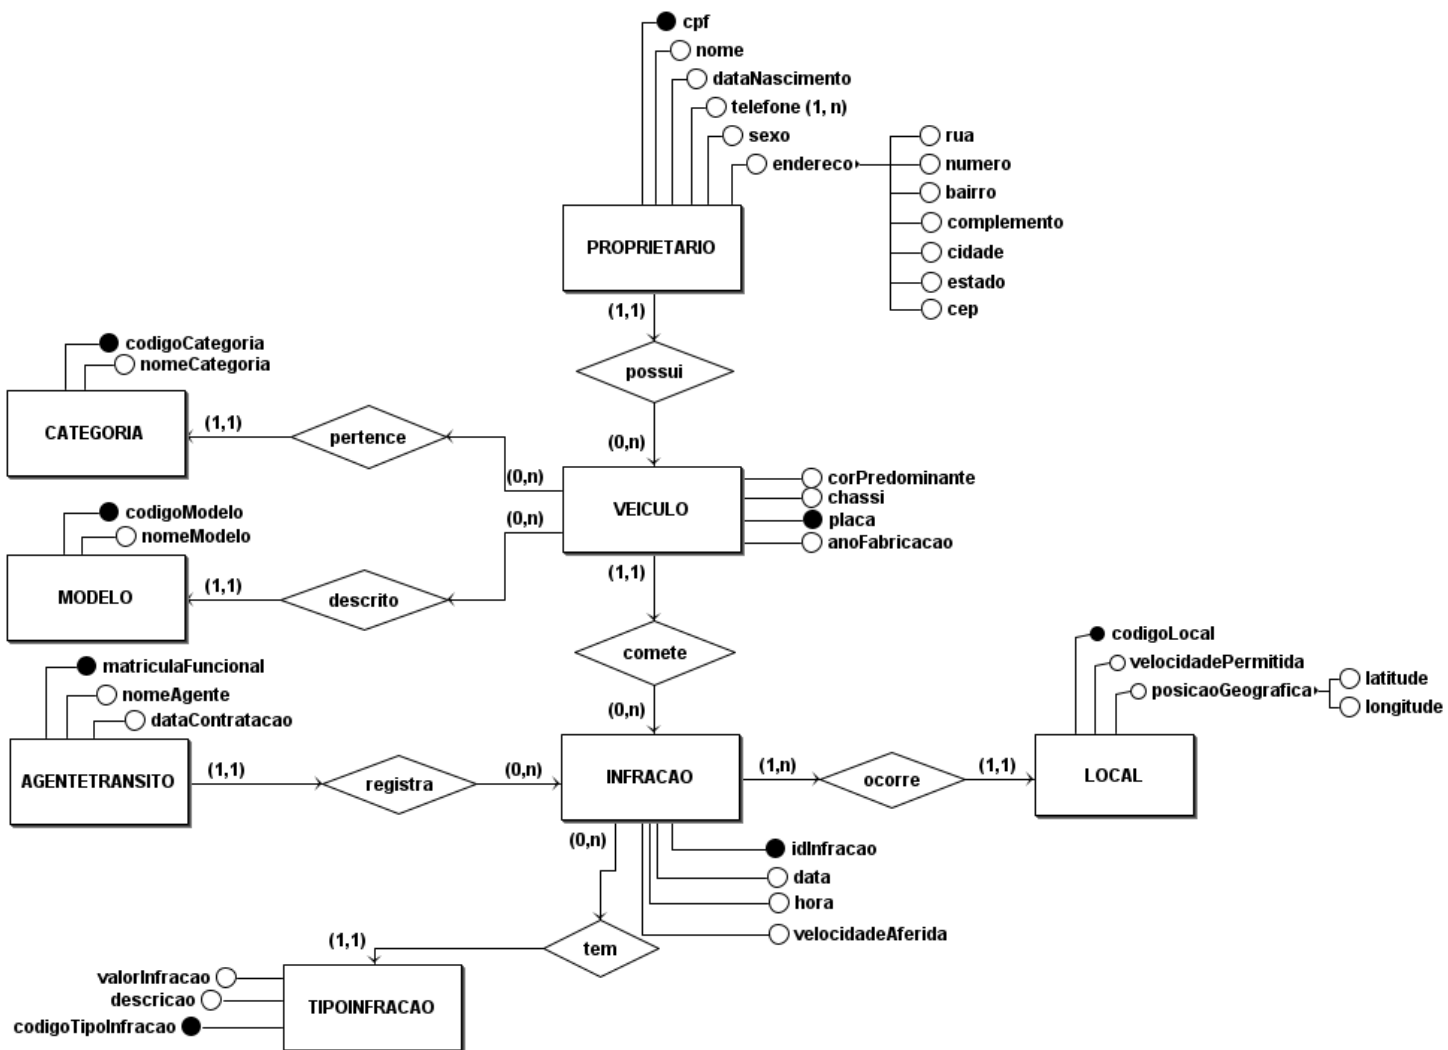 cpf
nome
dataNascimento
telefone (1, n)
sexo
endereco
rua
numero
bairro
complemento
cidade
estado
cep
PROPRIETARIO
(1,1)
possui
(0,n)
codigoCategoria
nomeCategoria
CATEGORIA
(1,1)
pertence
(0,n)
VEICULO
corPredominante
chassi
placa
anoFabricacao
codigoModelo
nomeModelo
MODELO
(1,1)
descrito
(0,n)
(1,1)
comete
(0,n)
matriculaFuncional
nomeAgente
dataContratacao
AGENTETRANSITO
(1,1)
registra
(0,n)
INFRACAO
(1,n)
ocorre
(1,1)
LOCAL
codigoLocal
velocidadePermitida
posicaoGeografica
latitude
longitude
idInfracao
data
hora
velocidadeAferida
(0,n)
tem
(1,1)
TIPOINFRACAO
valorInfracao
descricao
codigoTipoInfracao